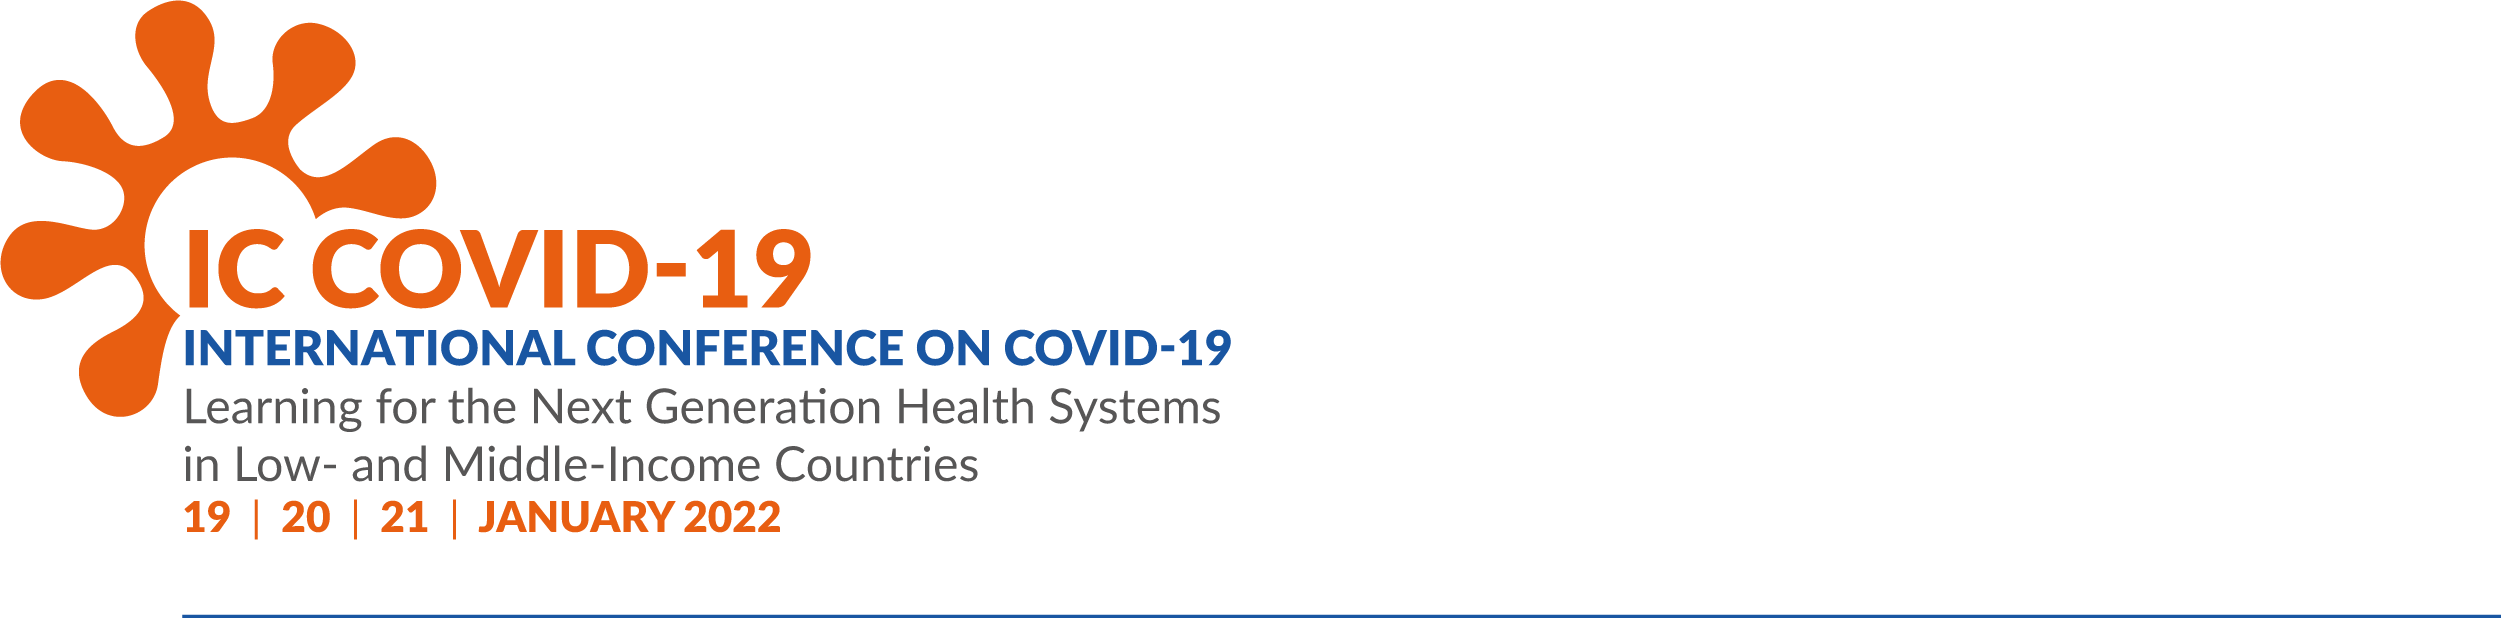 IC COVID-19
INTERNATIONAL CONFERENCE ON COVID-19
Learning for the Next Generation Health Systems
in Low- and Middle-Income Countries
19 | 20 | 21 | JANUARY 2022